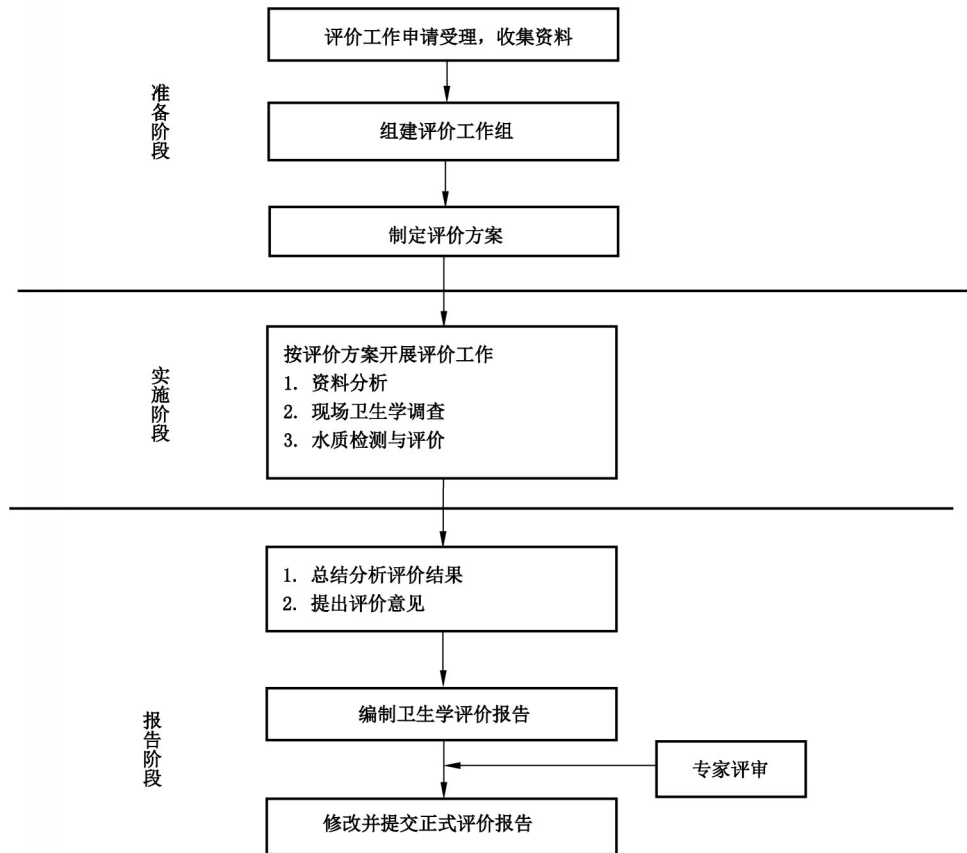 评价工作申请受理，收集资料
准备阶段
组建评价工作组
制定评价方案
实施阶段
按评价方案开展评价工作
1. 资料分析
2. 现场卫生学调查
3. 水质检测与评价
1. 总结分析评价结果
2. 提出评价意见
报告阶段
编制卫生学评价报告
专家评审
修改并提交正式评价报告